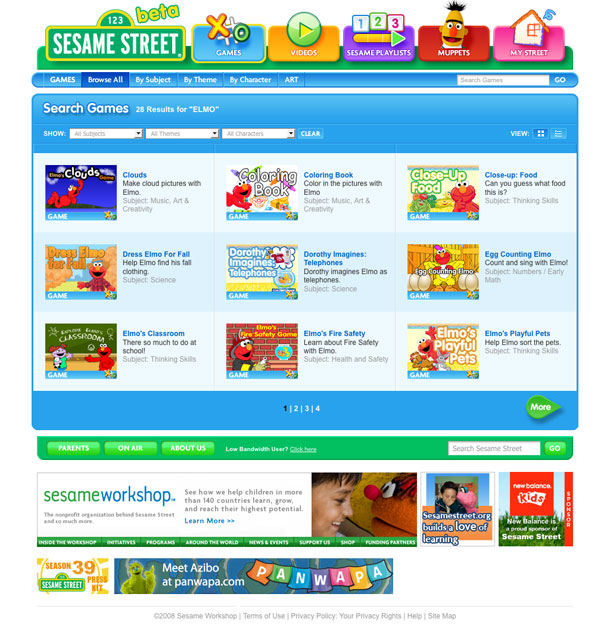 beta
123
SESAME STREET
GAMES
VIDEOS
1 2 3
SESAME PLAYLISTS
MUPPETS
MY STREET
GAMES Browse All By Subject By Theme By Character ART
Search Games GO
Search Games 28 Results for "ELMO"
SHOW: All Subjects All Themes All Characters CLEAR VIEW:
Elmo's Clouds Game
GAME
Clouds
Make cloud pictures with
Elmo.
Subject: Music, Art &
Creativity
Coloring Book
GAME
Coloring Book
Color in the pictures with
Elmo.
Subject: Music, Art &
Creativity
Close-Up Food
GAME
Close-up: Food
Can you guess what food
this is?
Subject: Thinking Skills
Dress Elmo for Fall
GAME
Dress Elmo For Fall
Help Elmo find his fall
clothing.
Subject: Science
Dorothy Imagines: Telephones
GAME
Dorothy Imagines:
Telephones
Dorothy imagines Elmo as
telephones.
Subject: Science
Egg Counting Elmo
GAME
Egg Counting Elmo
Count and sing with Elmo!
Subject: Numbers / Early
Math
EXPLORE ELMO'S CLASSROOM
GAME
Elmo's Classroom
There so much to do at
school!
Subject: Thinking Skills
Elmo's Fire Safety Game
GAME
Elmo's Fire Safety
Learn about Fire Safety
with Elmo.
Subject: Health and Safety
Elmo's Playful Pets
GAME
Elmo's Playful Pets
Help Elmo sort the pets.
Subject: Thinking Skills
1 | 2 | 3 | 4
More
PARENTS ON AIR ABOUT US Low Bandwidth User? Click here Search Sesame Street GO
sesameworkshop
The nonprofit organization behind Sesame Street
and so much more.
See how we help children in more
than 140 countries learn, grow,
and reach their highest potential.
Learn More >>
INSIDE THE WORKSHOP INITIATIVES PROGRAMS AROUND THE WORLD NEWS & EVENTS SUPPORT US SHOP FUNDING PARTNERS
Sesamestreet.org
builds a love of
learning
new balance
Kids
New Balance is
a proud sponsor of
Sesame Street
SPONSOR
SEASON 39
PRESS KIT
SESAME STREET
Meet Azibo
at panwapa.com
PANWAPA
©2008 Sesame Workshop | Terms of Use | Privacy Policy: Your Privacy Rights | Help | Site Map